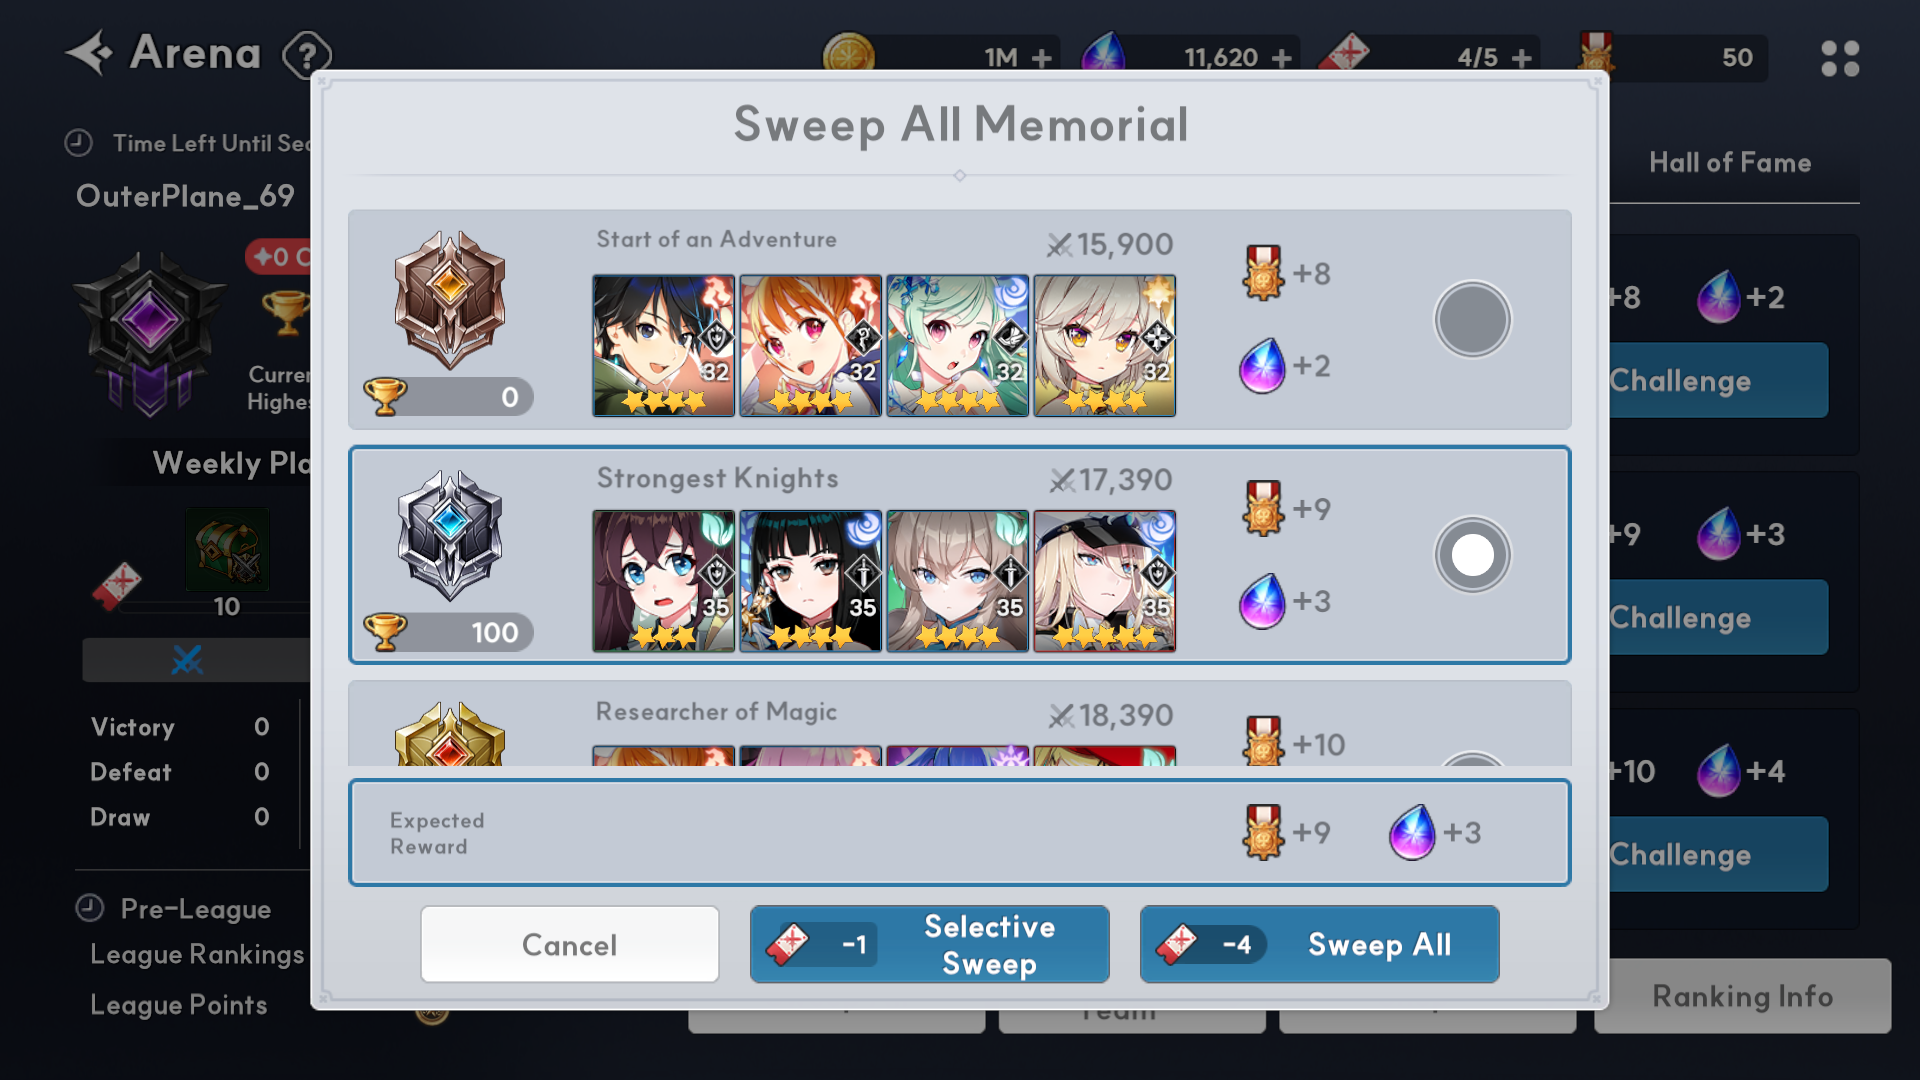 Arena
?
1M
11,620
4/5
50
Time Left Until
OuterPlane_69
Hall of Fame
Sweep All Memorial
Start of an Adventure
15,900
32
32
32
32
0
+8
+2
Strongest Knights
17,390
35
35
35
35
100
+9
+3
Researcher of Magic
18,390
+10
Expected
Reward
+9
+3
Cancel
-1
Selective
Sweep
-4
Sweep All
+0
Weekly
10
Victory 0
Defeat 0
Draw 0
Pre-League
League Rankings
League Points
+8
+2
Challenge
+9
+3
Challenge
+10
+4
Challenge
Team
Ranking Info